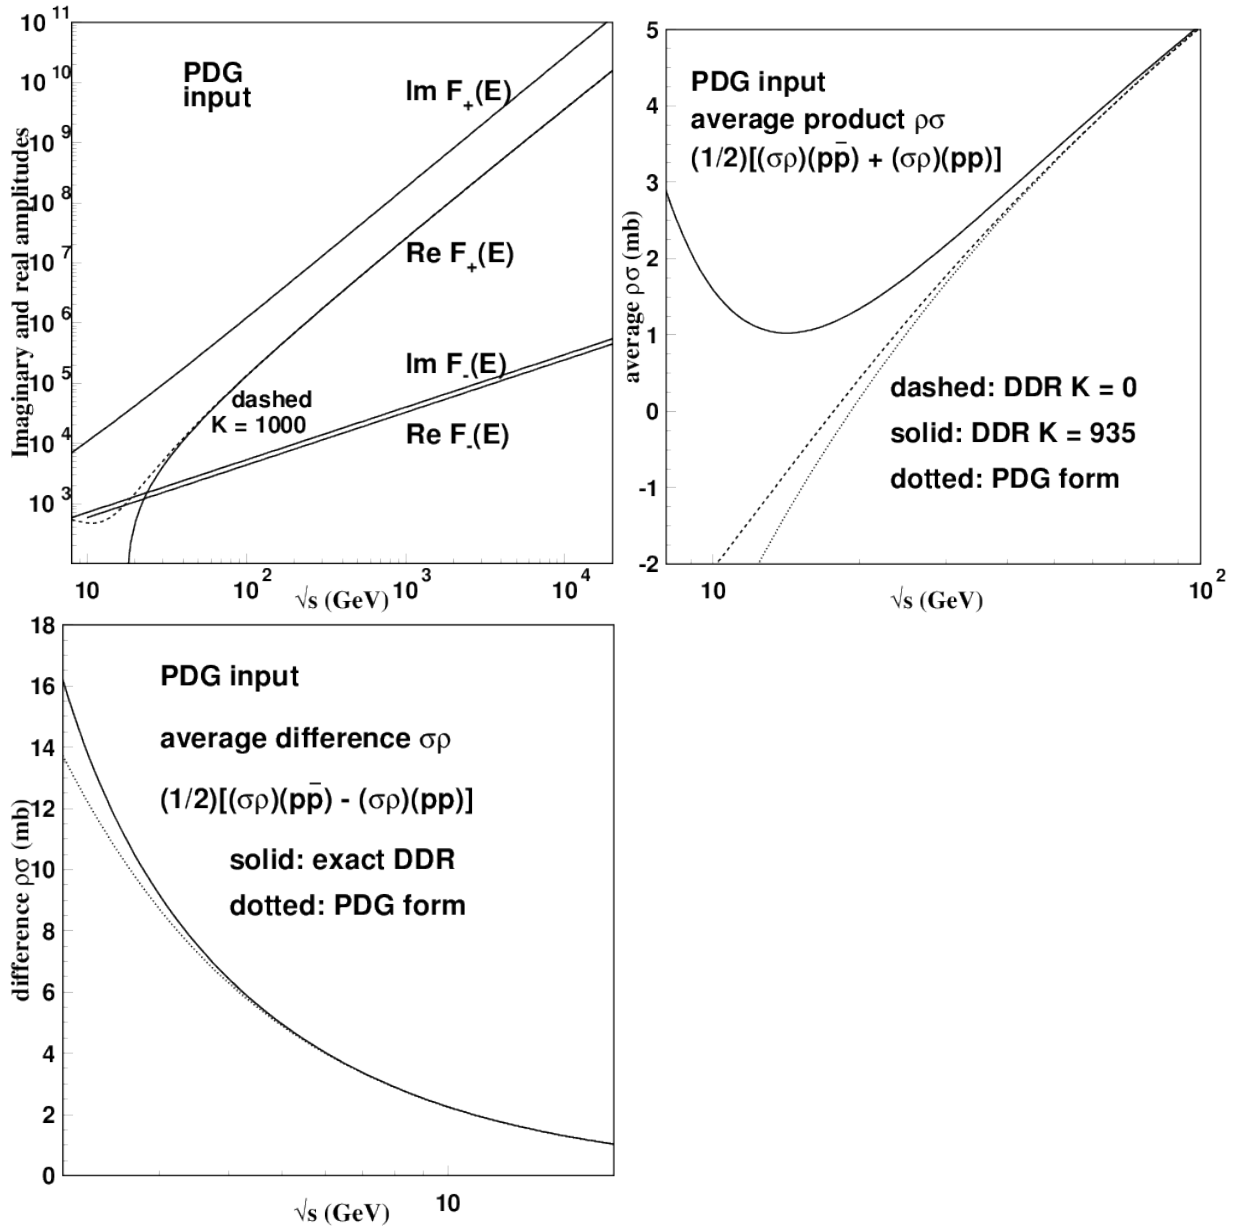 10^11
10^10
10^9
10^8
10^7
10^6
10^5
10^4
10^3
Imaginary and real amplitudes
PDG
input
Im F_+(E)
Re F_+(E)
Im F_-(E)
dashed
K = 1000
Re F_-(E)
10
10^2
10^3
10^4
√s (GeV)
5
4
3
2
1
0
-1
-2
average ρσ (mb)
PDG input
average product ρσ
(1/2)[(σρ)(pp̄) + (σρ)(pp)]
dashed: DDR K = 0
solid: DDR K = 935
dotted: PDG form
10
10^2
√s (GeV)
18
16
14
12
10
8
6
4
2
0
difference ρσ (mb)
PDG input
average difference σρ
(1/2)[(σρ)(pp̄) - (σρ)(pp)]
solid: exact DDR
dotted: PDG form
10
√s (GeV)